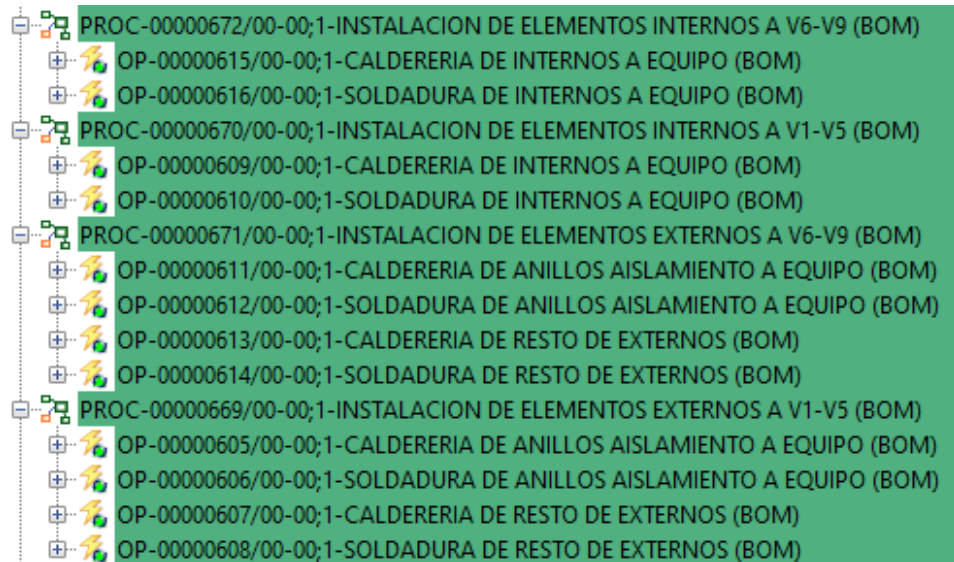 PROC-00000672/00-00;1-INSTALACION DE ELEMENTOS INTERNOS A V6-V9 (BOM)
OP-00000615/00-00;1-CALDERERIA DE INTERNOS A EQUIPO (BOM)
OP-00000616/00-00;1-SOLDADURA DE INTERNOS A EQUIPO (BOM)
PROC-00000670/00-00;1-INSTALACION DE ELEMENTOS INTERNOS A V1-V5 (BOM)
OP-00000609/00-00;1-CALDERERIA DE INTERNOS A EQUIPO (BOM)
OP-00000610/00-00;1-SOLDADURA DE INTERNOS A EQUIPO (BOM)
PROC-00000671/00-00;1-INSTALACION DE ELEMENTOS EXTERNOS A V6-V9 (BOM)
OP-00000611/00-00;1-CALDERERIA DE ANILLOS AISLAMIENTO A EQUIPO (BOM)
OP-00000612/00-00;1-SOLDADURA DE ANILLOS AISLAMIENTO A EQUIPO (BOM)
OP-00000613/00-00;1-CALDERERIA DE RESTO DE EXTERNOS (BOM)
OP-00000614/00-00;1-SOLDADURA DE RESTO DE EXTERNOS (BOM)
PROC-00000669/00-00;1-INSTALACION DE ELEMENTOS EXTERNOS A V1-V5 (BOM)
OP-00000605/00-00;1-CALDERERIA DE ANILLOS AISLAMIENTO A EQUIPO (BOM)
OP-00000606/00-00;1-SOLDADURA DE ANILLOS AISLAMIENTO A EQUIPO (BOM)
OP-00000607/00-00;1-CALDERERIA DE RESTO DE EXTERNOS (BOM)
OP-00000608/00-00;1-SOLDADURA DE RESTO DE EXTERNOS (BOM)